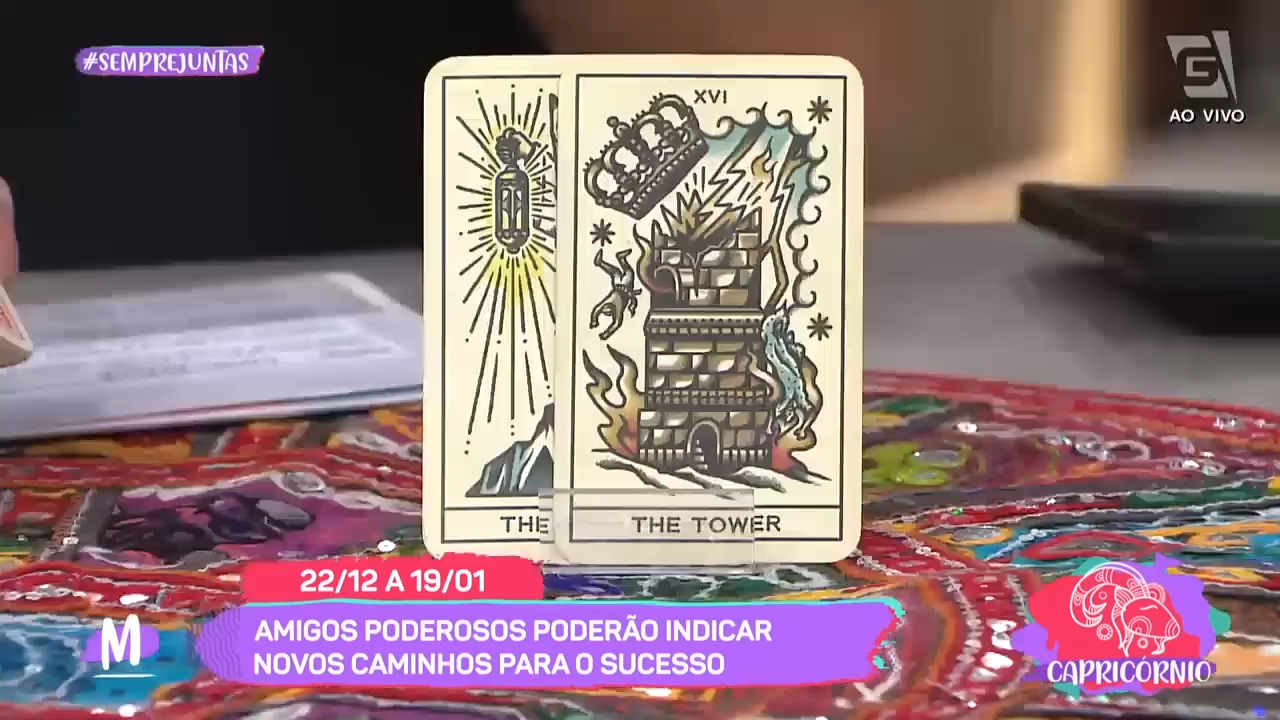 #SEMPREJUNTAS
AO VIVO
XVI
THE
THE TOWER
22/12 A 19/01
M
AMIGOS PODEROSOS PODERÃO INDICAR
NOVOS CAMINHOS PARA O SUCESSO
CAPRICÓRNIO